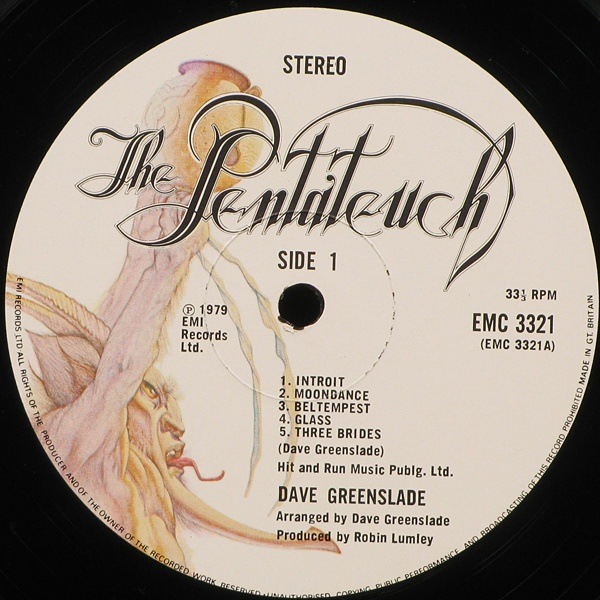 STEREO
The Pentateuch
SIDE 1
33⅓ RPM
℗ 1979
EMI
Records
Ltd.
EMC 3321
(EMC 3321A)
1. INTROIT
2. MOONDANCE
3. BELTEMPEST
4. GLASS
5. THREE BRIDES
(Dave Greenslade)
Hit and Run Music Publg. Ltd.
DAVE GREENSLADE
Arranged by Dave Greenslade
Produced by Robin Lumley
EMI RECORDS LTD ALL RIGHTS OF THE PRODUCER AND OF THE OWNER OF THE RECORDED WORK RESERVED · UNAUTHORISED COPYING PUBLIC PERFORMANCE AND BROADCASTING OF THIS RECORD PROHIBITED MADE IN GT. BRITAIN